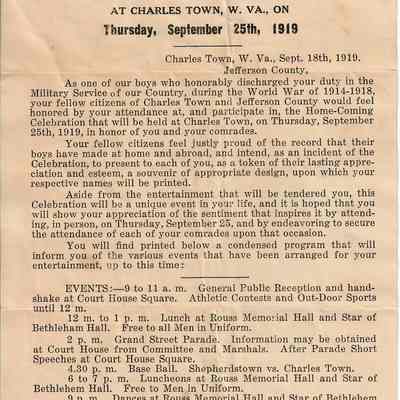 AT CHARLES TOWN, W. VA., ON
Thursday, September 25th, 1919
Charles Town, W. Va., Sept. 18th, 1919.
Jefferson County,
As one of our boys who honorably discharged your duty in the
Military Service of our Country, during the World War of 1914-1918,
your fellow citizens of Charles Town and Jefferson County would feel
honored by your attendance at, and participate in, the Home-Coming
Celebration that will be held at Charles Town, on Thursday, September
25th, 1919, in honor of you and your comrades.
Your fellow citizens feel justly proud of the record that their
boys have made at home and abroad, and intend, as an incident of the
Celebration, to present to each of you, as a token of their lasting appre-
ciation and esteem, a souvenir of appropriate design, upon which your
respective names will be printed.
Aside from the entertainment that will be tendered you, this
Celebration will be a unique event in your life, and it is hoped that you
will show your appreciation of the sentiment that inspires it by attend-
ing, in person, on Thursday, September 25, and by endeavoring to secure
the attendance of each of your comrades upon that occasion.
You will find printed below a condensed program that will
inform you of the various events that have been arranged for your
entertainment, up to this time:
EVENTS:—9 to 11 a. m. General Public Reception and hand-
shake at Court House Square. Athletic Contests and Out-Door Sports
until 12 m.
12 m. to 1 p. m. Lunch at Rouss Memorial Hall and Star of
Bethleham Hall. Free to all Men in Uniform.
2 p. m. Grand Street Parade. Information may be obtained
at Court House from Committee and Marshals. After Parade Short
Speeches at Court House Square.
4.30 p. m. Base Ball. Shepherdstown vs. Charles Town.
6 to 7 p. m. Luncheons at Rouss Memorial Hall and Star of
Bethlehem Hall. Free to Men in Uniform.
9 p. m. Dances at Rouss Memorial Hall and Star of Bethlehem